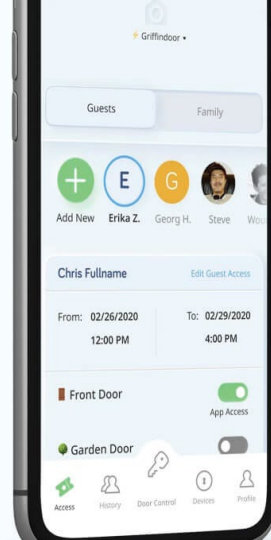 Griffindoor
Guests Family
E G
Add New Erika Z. Georg H. Steve Wou
Chris Fullname Edit Guest Access
From: 02/26/2020 To: 02/29/2020
12:00 PM 4:00 PM
Front Door
App Access
Garden Door
Access History Door Control Devices Profile